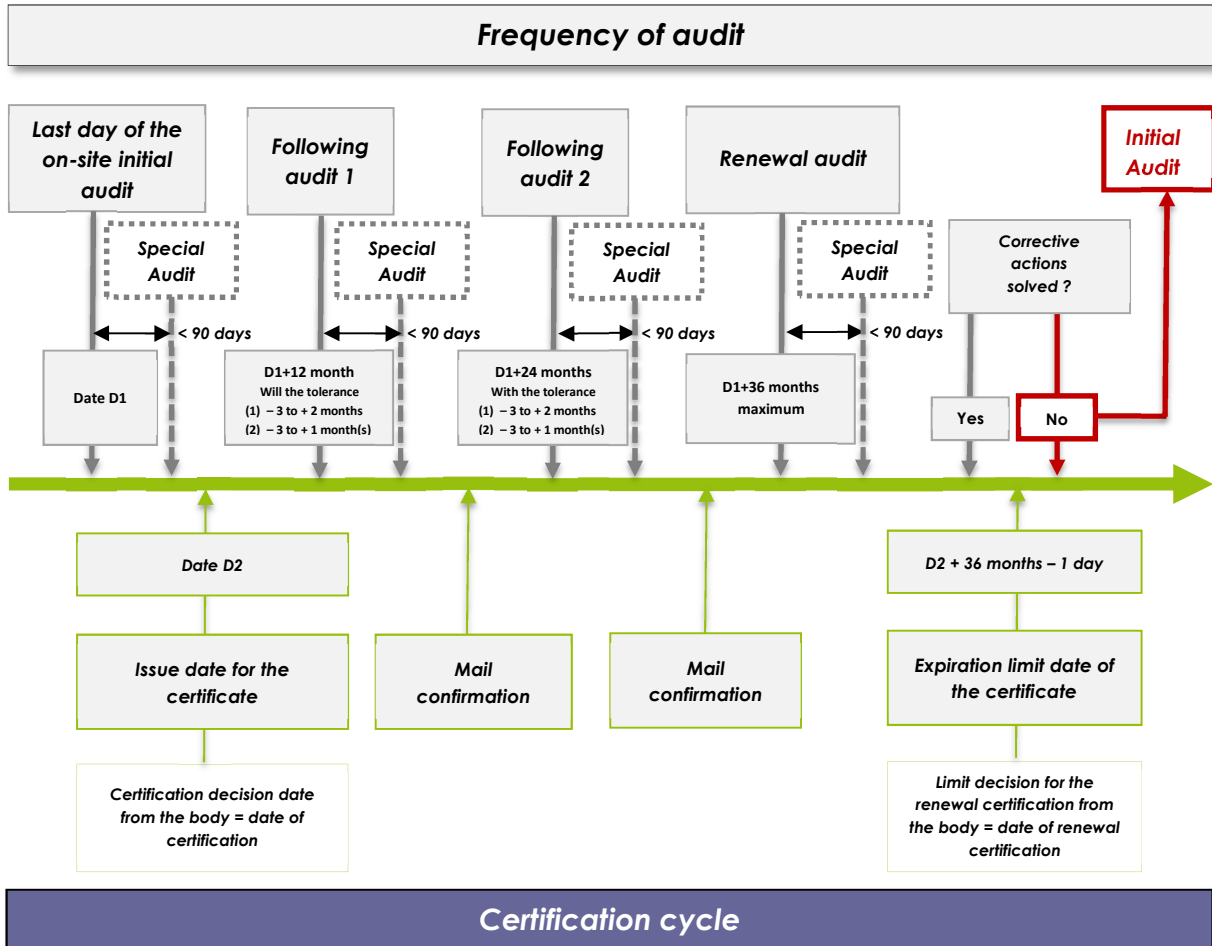 Frequency of audit
Last day of the
on-site initial
audit
Following
audit 1
Following
audit 2
Renewal audit
Initial
Audit
Special
Audit
Special
Audit
Special
Audit
Special
Audit
Corrective
actions
solved ?
< 90 days
< 90 days
< 90 days
< 90 days
Date D1
D1+12 month
Will the tolerance
(1) – 3 to + 2 months
(2) – 3 to + 1 month(s)
D1+24 months
With the tolerance
(1) – 3 to + 2 months
(2) – 3 to + 1 month(s)
D1+36 months
maximum
Yes
No
Date D2
D2 + 36 months – 1 day
Issue date for the
certificate
Mail
confirmation
Mail
confirmation
Expiration limit date of
the certificate
Certification decision date
from the body = date of
certification
Limit decision for the
renewal certification from
the body = date of renewal
certification
Certification cycle